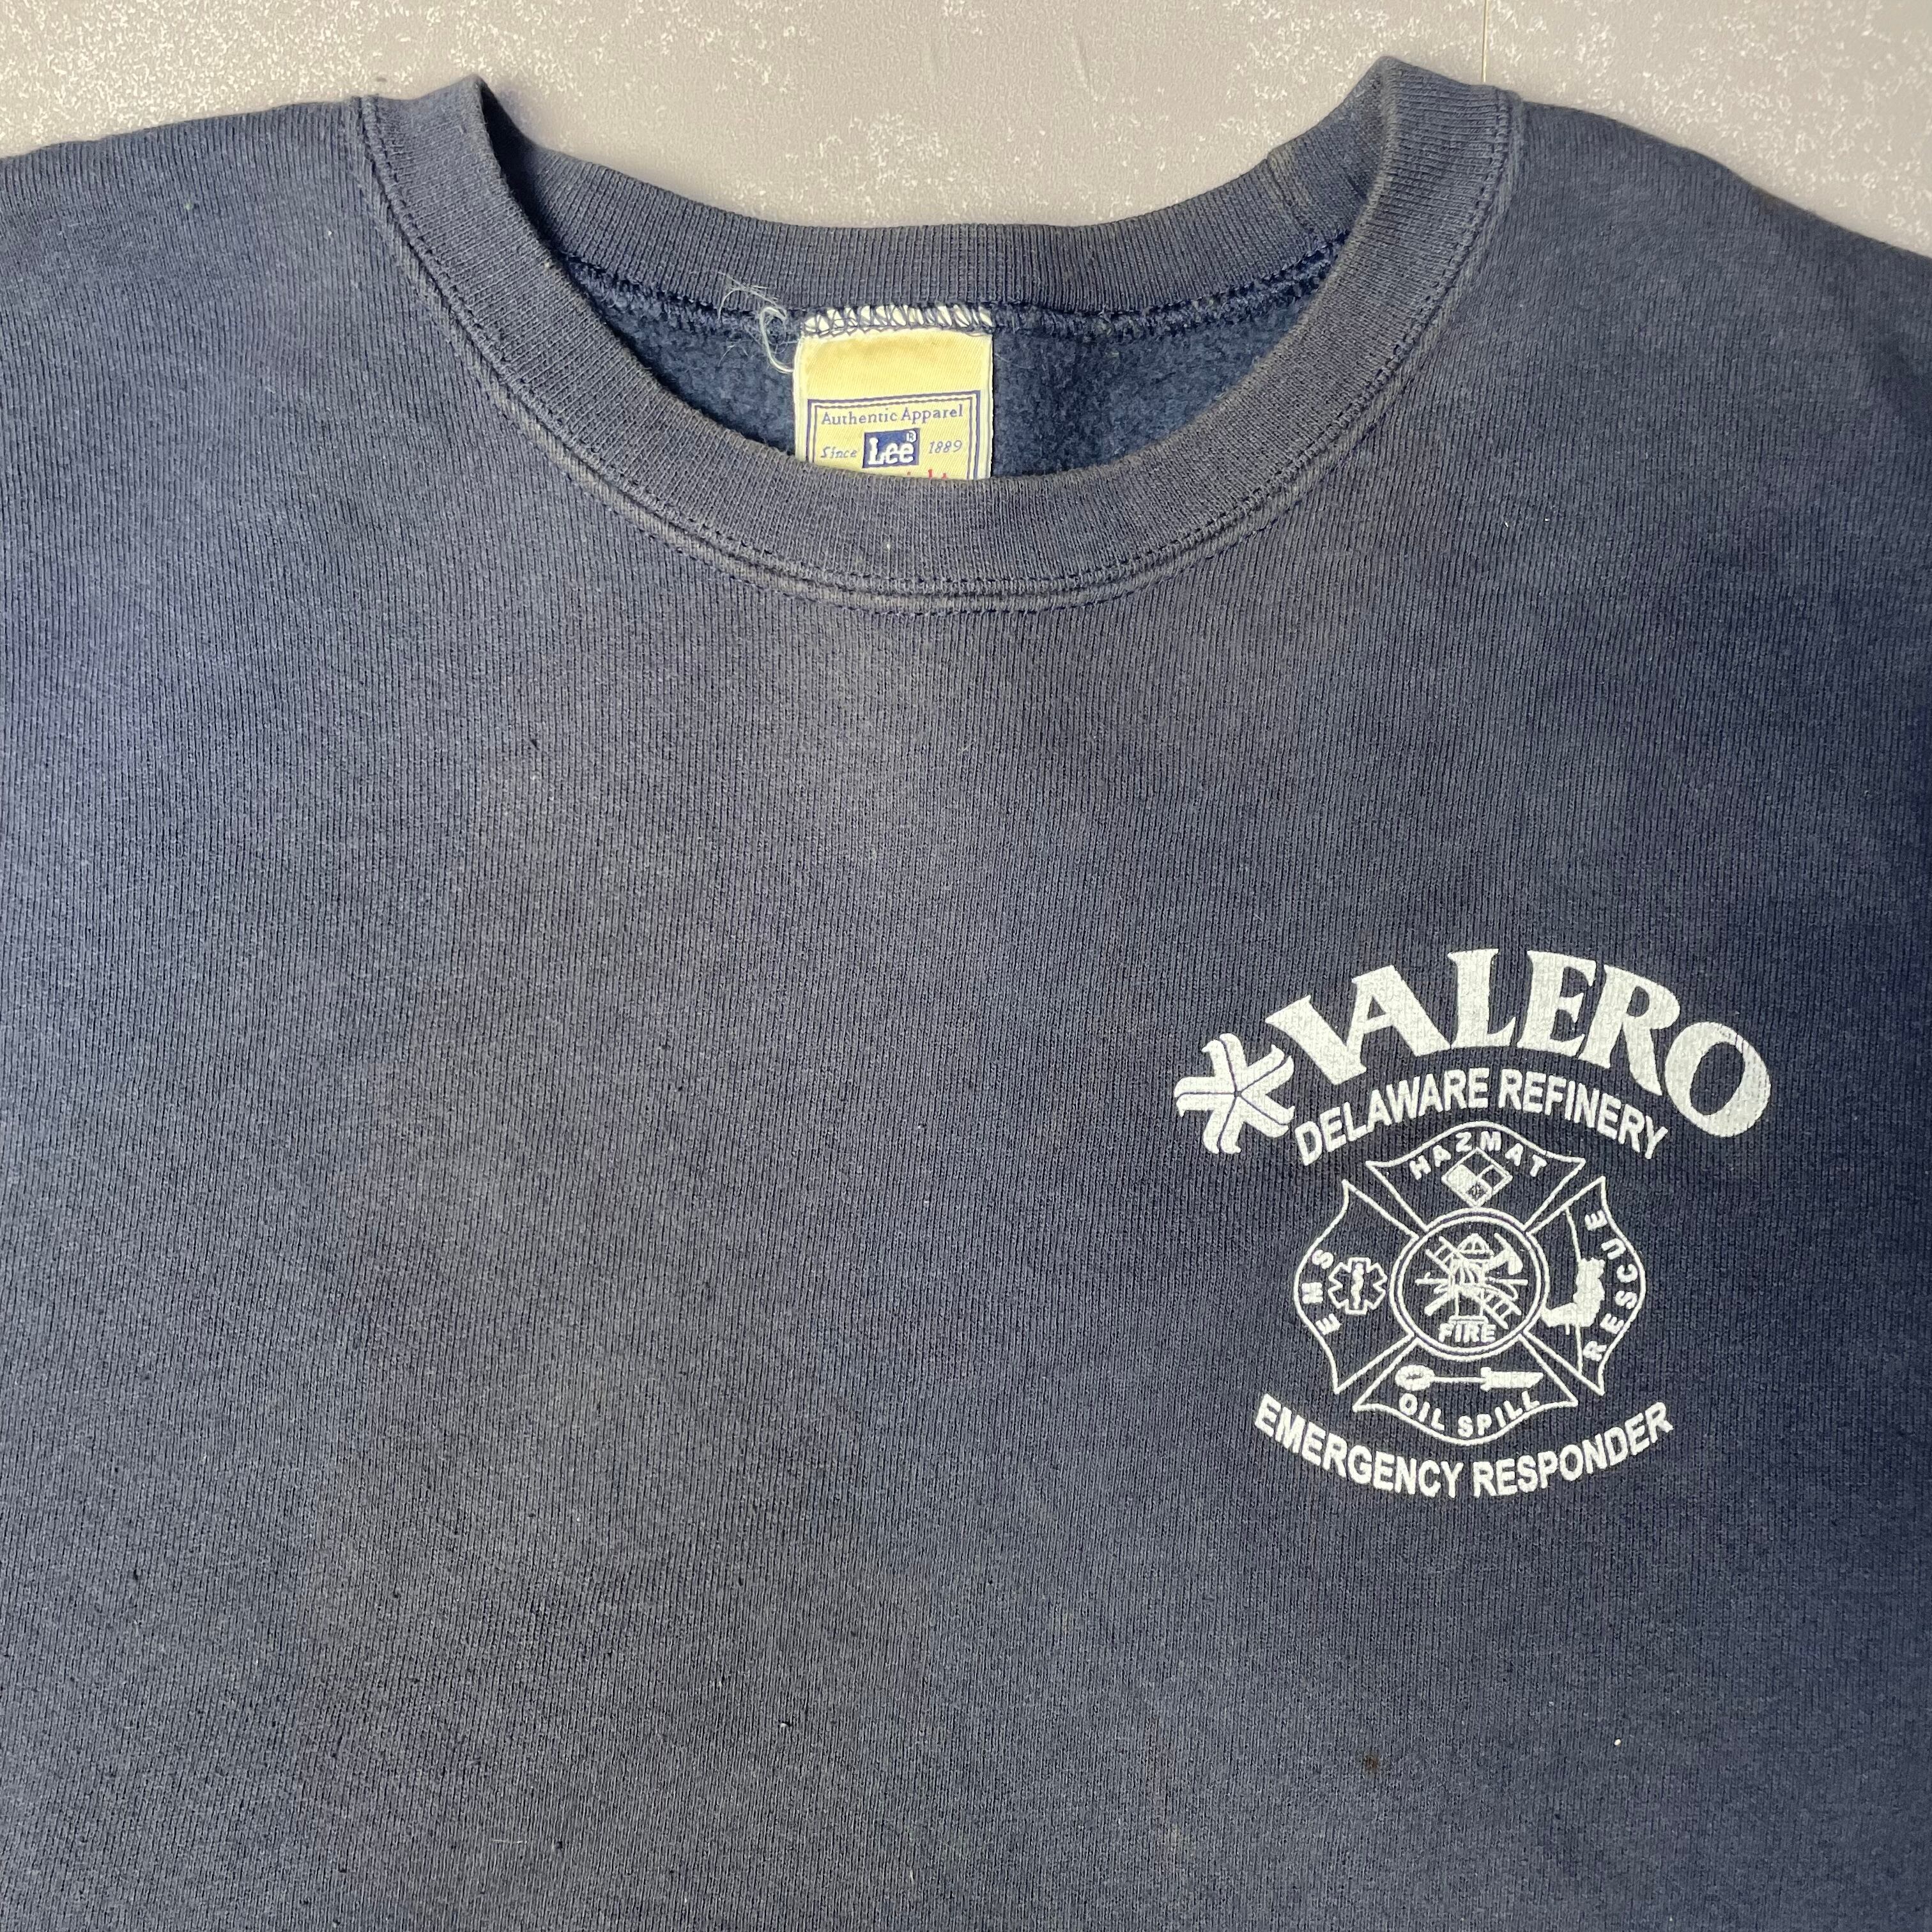 Authentic Apparel
Since Lee® 1889
VALERO
DELAWARE REFINERY
HAZMAT
EMS
RESCUE
FIRE
OIL SPILL
EMERGENCY RESPONDER